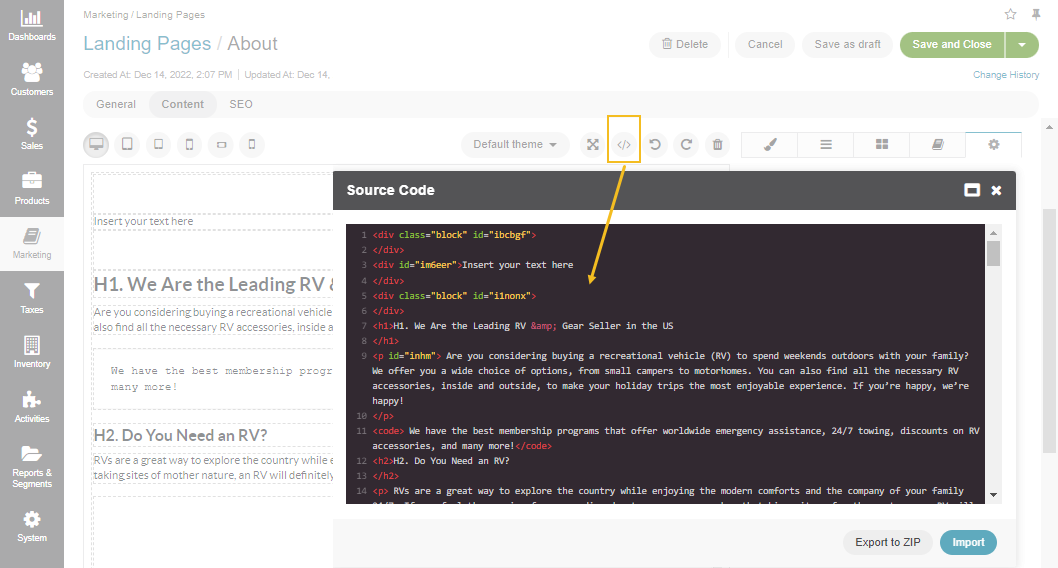 Dashboards
Customers
Sales
Products
Marketing
Taxes
Inventory
Activities
Reports &
Segments
System
Marketing / Landing Pages
Landing Pages / About
Delete
Cancel
Save as draft
Save and Close
Created At: Dec 14, 2022, 2:07 PM | Updated At: Dec 14,
Change History
General
Content
SEO
Default theme
Insert your text here
H1. We Are the Leading RV &
Are you considering buying a recreational vehicle
also find all the necessary RV accessories, inside a
We have the best membership progr
many more!
H2. Do You Need an RV?
RVs are a great way to explore the country while e
taking sites of mother nature, an RV will definitely
Source Code
1 <div class="block" id="ibcbgf">
2 </div>
3 <div id="im6eer">Insert your text here
4 </div>
5 <div class="block" id="i1nonx">
6 </div>
7 <h1>H1. We Are the Leading RV &amp; Gear Seller in the US
8 </h1>
9 <p id="inhm"> Are you considering buying a recreational vehicle (RV) to spend weekends outdoors with your family?
We offer you a wide choice of options, from small campers to motorhomes. You can also find all the necessary RV
accessories, inside and outside, to make your holiday trips the most enjoyable experience. If you're happy, we're
happy!
10 </p>
11 <code> We have the best membership programs that offer worldwide emergency assistance, 24/7 towing, discounts on RV
accessories, and many more!</code>
12 <h2>H2. Do You Need an RV?
13 </h2>
14 <p> RVs are a great way to explore the country while enjoying the modern comforts and the company of your family
Export to ZIP
Import